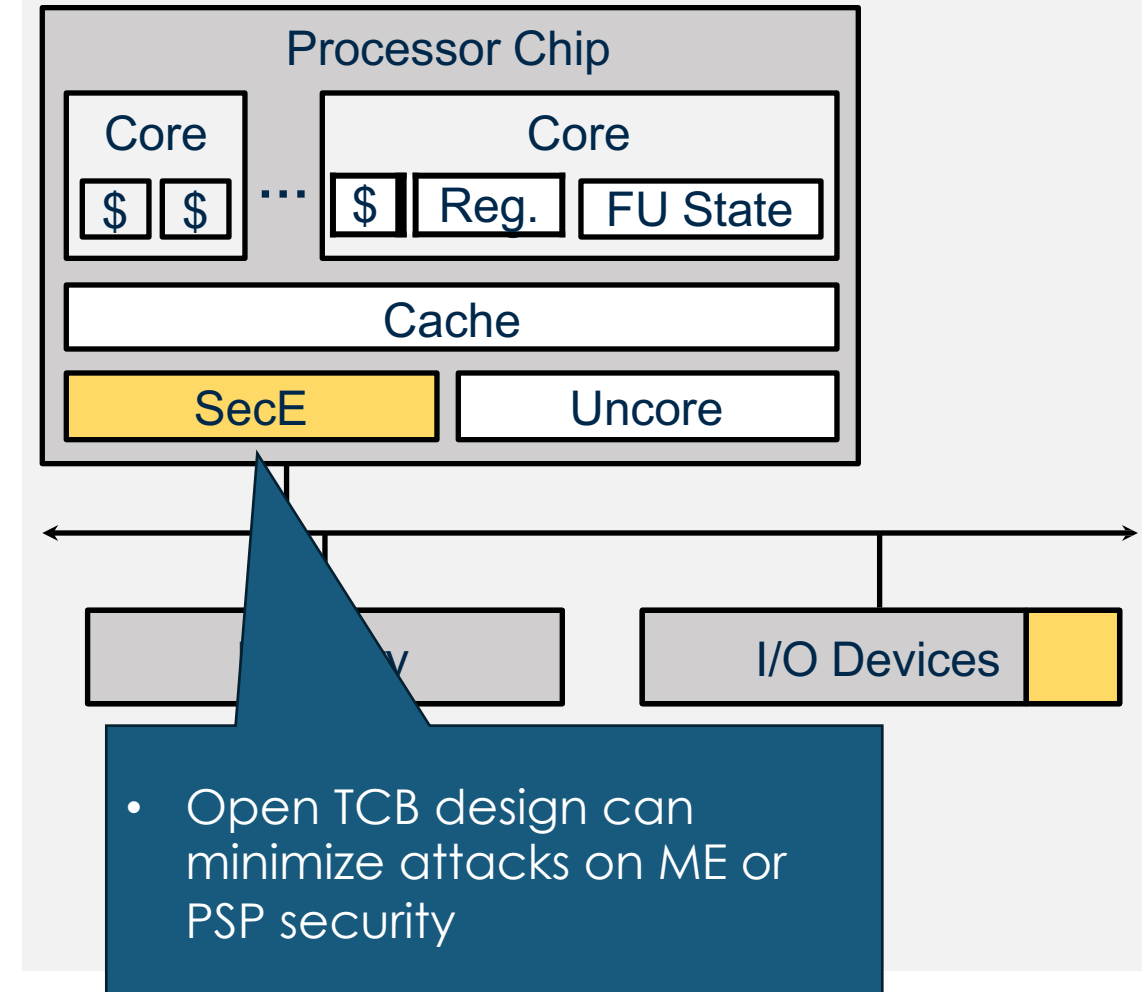 Processor Chip
Core
Core
$ $ ... $ Reg. FU State
Cache
SecE
Uncore
I/O Devices
• Open TCB design can
minimize attacks on ME or
PSP security